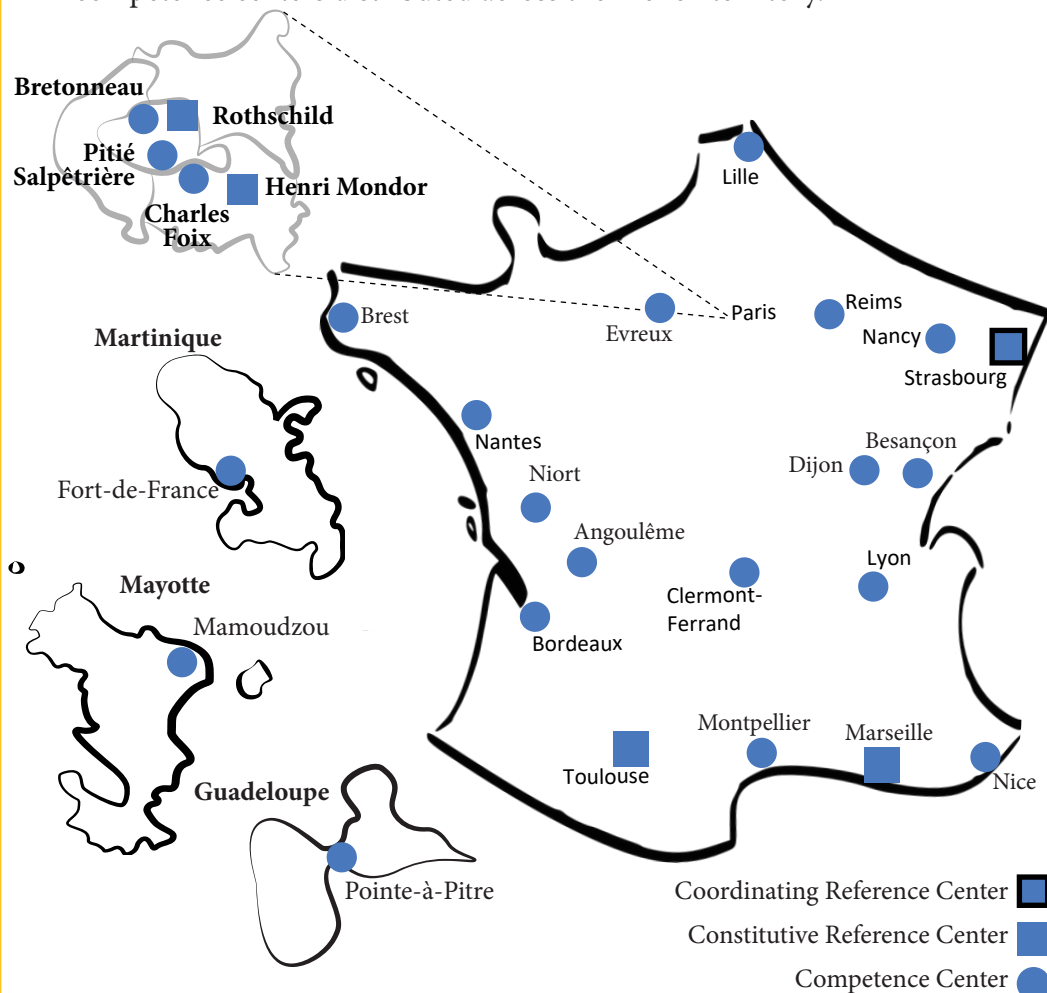 Bretonneau
Rothschild
Pitié
Salpêtrière
Henri Mondor
Charles
Foix
Lille
Brest
Evreux
Paris
Reims
Nancy
Strasbourg
Martinique
Fort-de-France
Nantes
Niort
Angoulême
Dijon
Besançon
Lyon
Clermont-
Ferrand
Bordeaux
Mayotte
Mamoudzou
Toulouse
Montpellier
Marseille
Nice
Guadeloupe
Pointe-à-Pitre
Coordinating Reference Center
Constitutive Reference Center
Competence Center